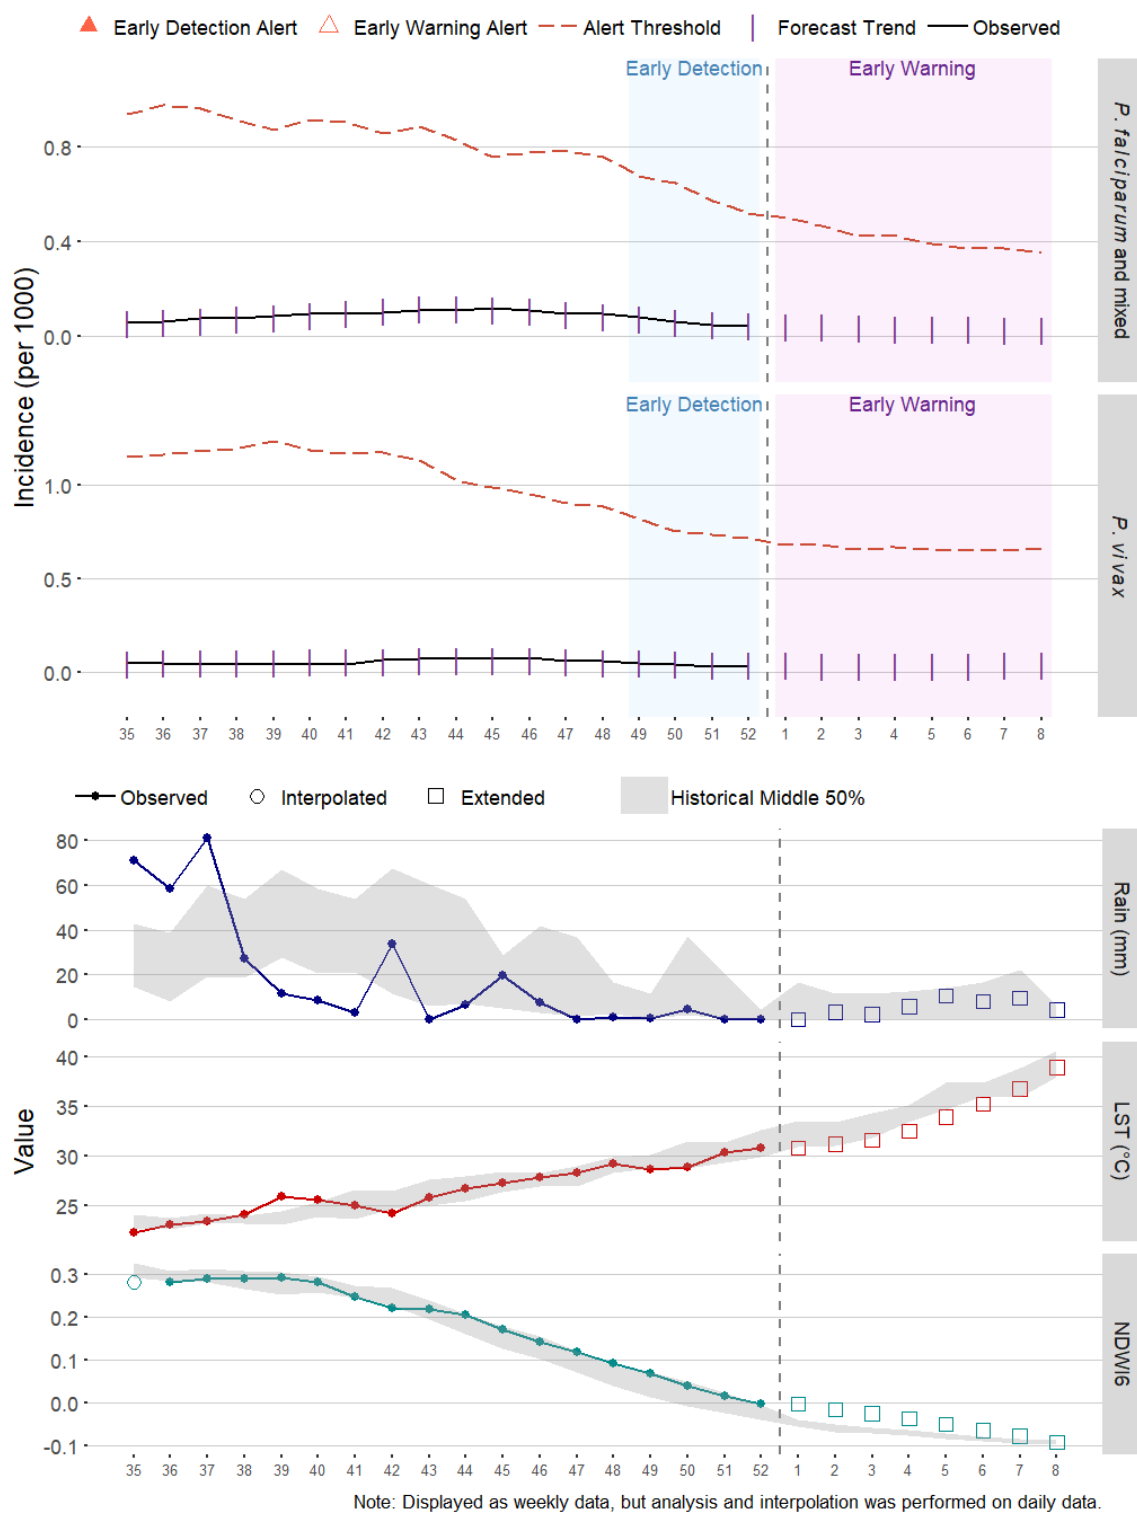 Early Detection Alert Early Warning Alert Alert Threshold Forecast Trend Observed
Early Detection Early Warning
0.8
0.4
0.0
P. falciparum and mixed
Incidence (per 1000)
Early Detection Early Warning
1.0
0.5
0.0
P. vivax
35 36 37 38 39 40 41 42 43 44 45 46 47 48 49 50 51 52 1 2 3 4 5 6 7 8
Observed Interpolated Extended Historical Middle 50%
80
60
40
20
0
Rain (mm)
Value
40
35
30
25
LST (°C)
0.3
0.2
0.1
0.0
-0.1
NDWI6
35 36 37 38 39 40 41 42 43 44 45 46 47 48 49 50 51 52 1 2 3 4 5 6 7 8
Note: Displayed as weekly data, but analysis and interpolation was performed on daily data.